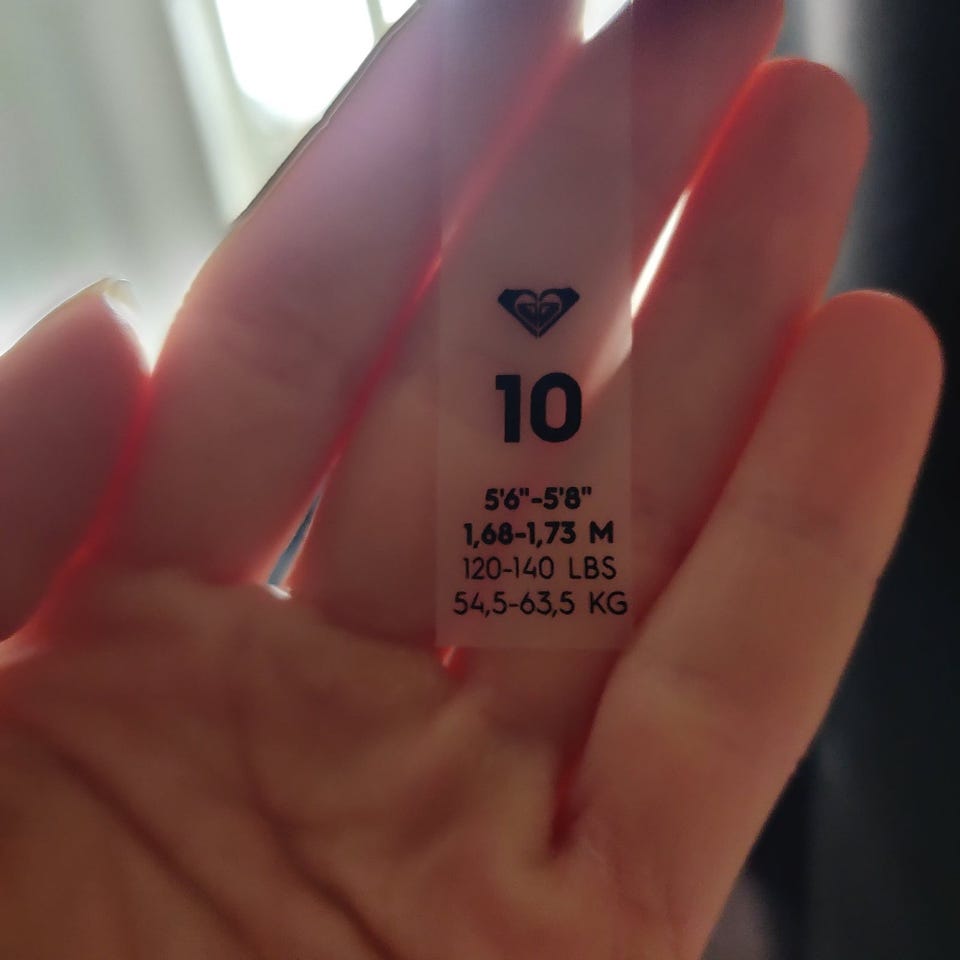 10
5'6"-5'8"
1,68-1,73 M
120-140 LBS
54,5-63,5 KG